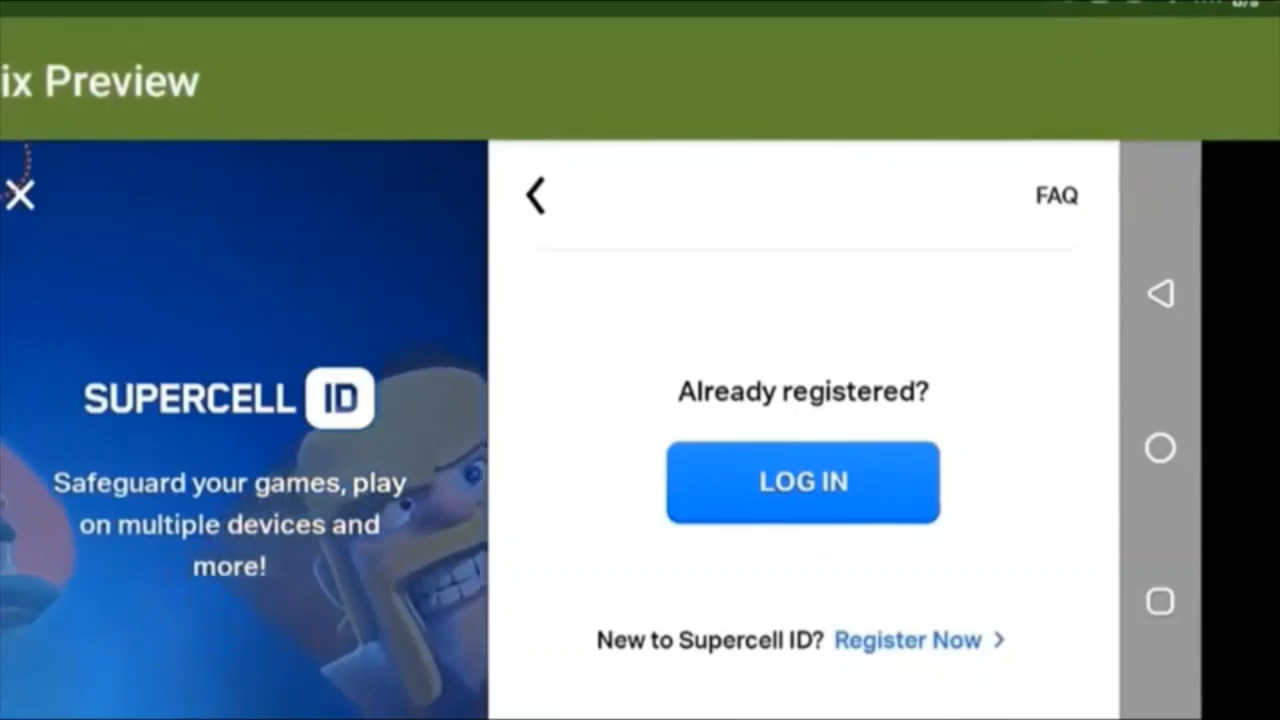 ix Preview
FAQ
SUPERCELL ID
Safeguard your games, play
on multiple devices and
more!
Already registered?
LOG IN
New to Supercell ID? Register Now >